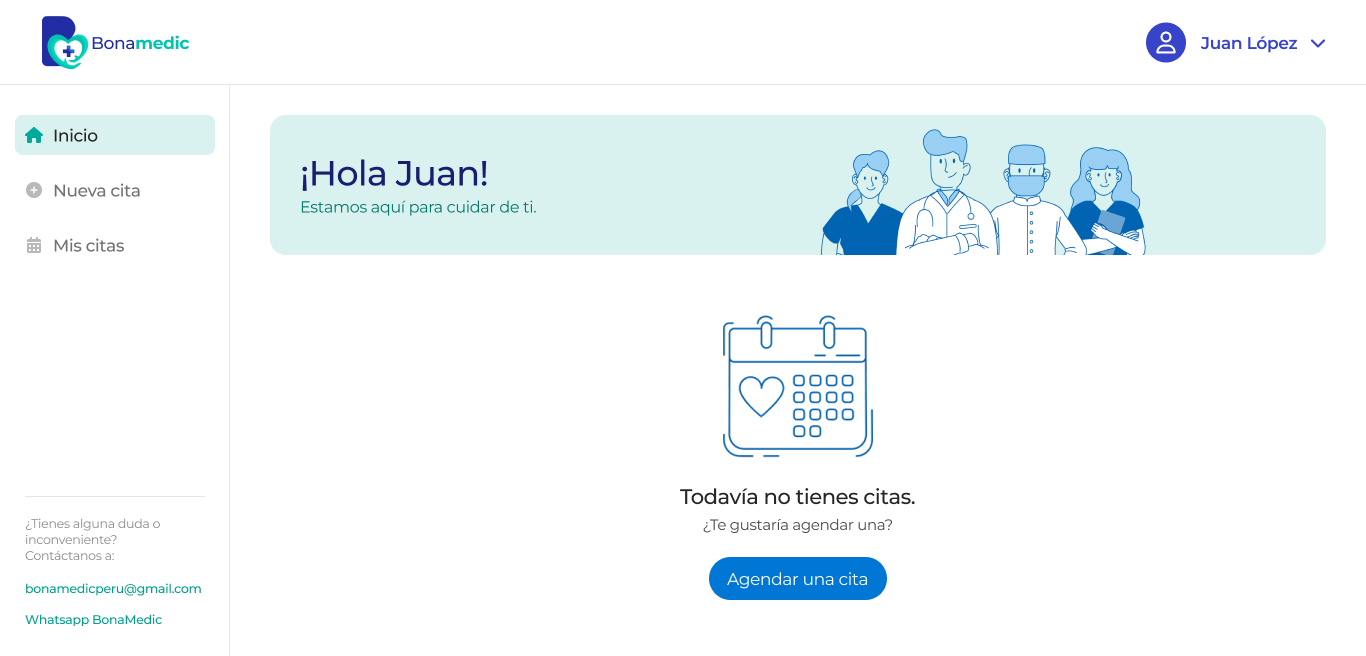 Bonamedic
Juan López
Inicio
Nueva cita
Mis citas
¡Hola Juan!
Estamos aquí para cuidar de ti.
Todavía no tienes citas.
¿Te gustaría agendar una?
Agendar una cita
¿Tienes alguna duda o
inconveniente?
Contáctanos a:
bonamedicperu@gmail.com
Whatsapp BonaMedic